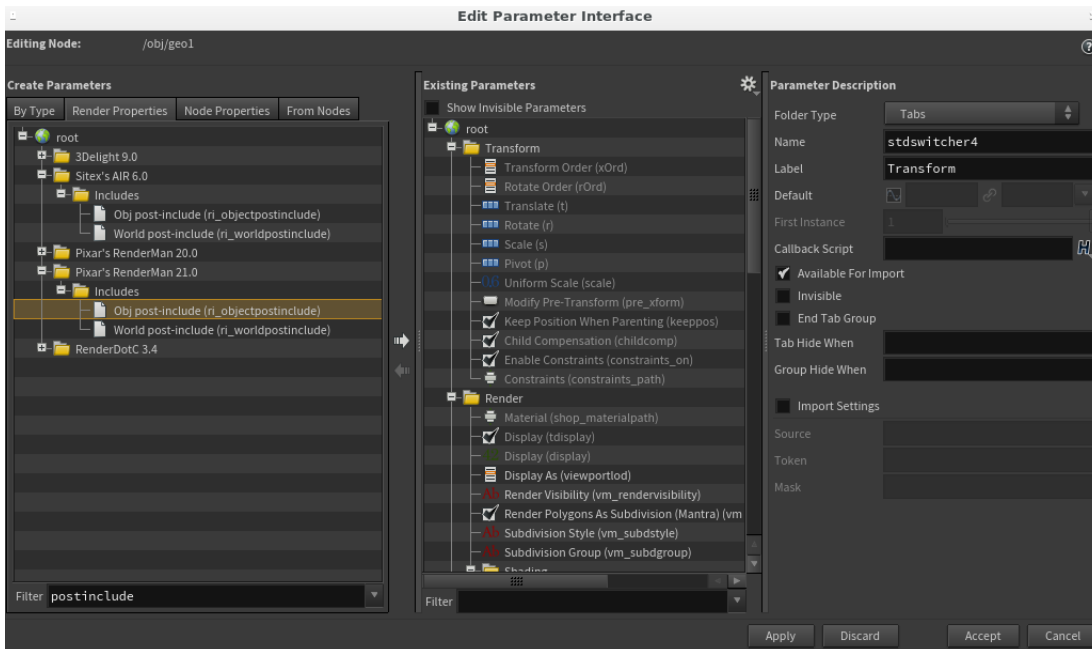 Edit Parameter Interface
Editing Node: /obj/geo1
Create Parameters
By Type Render Properties Node Properties From Nodes
root
3Delight 9.0
Sitex's AIR 6.0
Includes
Obj post-include (ri_objectpostinclude)
World post-include (ri_worldpostinclude)
Pixar's RenderMan 20.0
Pixar's RenderMan 21.0
Includes
Obj post-include (ri_objectpostinclude)
World post-include (ri_worldpostinclude)
RenderDotC 3.4
Filter postinclude
Existing Parameters
Show Invisible Parameters
root
Transform
Transform Order (xOrd)
Rotate Order (rOrd)
Translate (t)
Rotate (r)
Scale (s)
Pivot (p)
Uniform Scale (scale)
Modify Pre-Transform (pre_xform)
Keep Position When Parenting (keeppos)
Child Compensation (childcomp)
Enable Constraints (constraints_on)
Constraints (constraints_path)
Render
Material (shop_materialpath)
Display (tdisplay)
Display (display)
Display As (viewportlod)
Render Visibility (vm_rendervisibility)
Render Polygons As Subdivision (Mantra) (vm
Subdivision Style (vm_subdstyle)
Subdivision Group (vm_subdgroup)
Shading
Filter
Parameter Description
Folder Type Tabs
Name stdswitcher4
Label Transform
Default
First Instance 1
Callback Script
Available For Import
Invisible
End Tab Group
Tab Hide When
Group Hide When
Import Settings
Source
Token
Mask
Apply Discard Accept Cancel